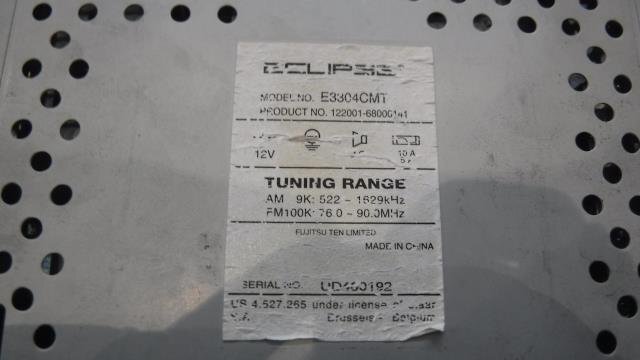 ECLIPSE
MODEL NO. E3304CMT
PRODUCT NO. 122001-68000141
12V 10 A
TUNING RANGE
AM 9K: 522 - 1629kHz
FM100K: 76.0 - 90.0MHz
FUJITSU TEN LIMITED
MADE IN CHINA
SERIAL NO. UD400192
US 4.527.265 under license of
Brussels - Belgium